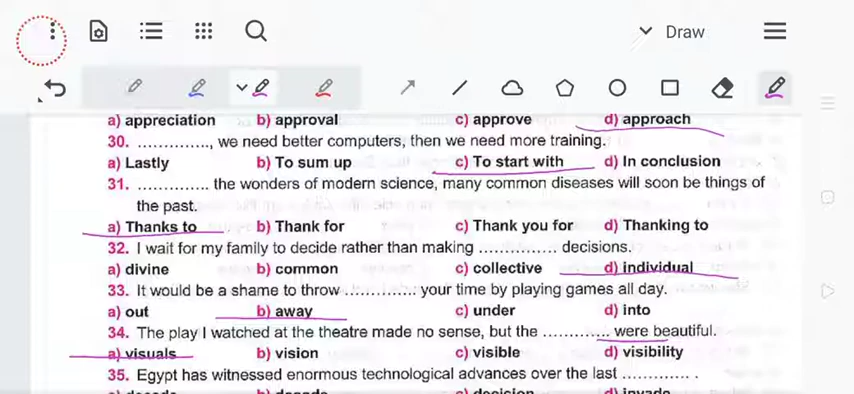 Draw
a) appreciation b) approval c) approve d) approach
30. .............., we need better computers, then we need more training.
a) Lastly b) To sum up c) To start with d) In conclusion
31. .............. the wonders of modern science, many common diseases will soon be things of
the past.
a) Thanks to b) Thank for c) Thank you for d) Thanking to
32. I wait for my family to decide rather than making .............. decisions.
a) divine b) common c) collective d) individual
33. It would be a shame to throw .............. your time by playing games all day.
a) out b) away c) under d) into
34. The play I watched at the theatre made no sense, but the .............. were beautiful.
a) visuals b) vision c) visible d) visibility
35. Egypt has witnessed enormous technological advances over the last .............. .
a) decade b) decade c) decision d) invade